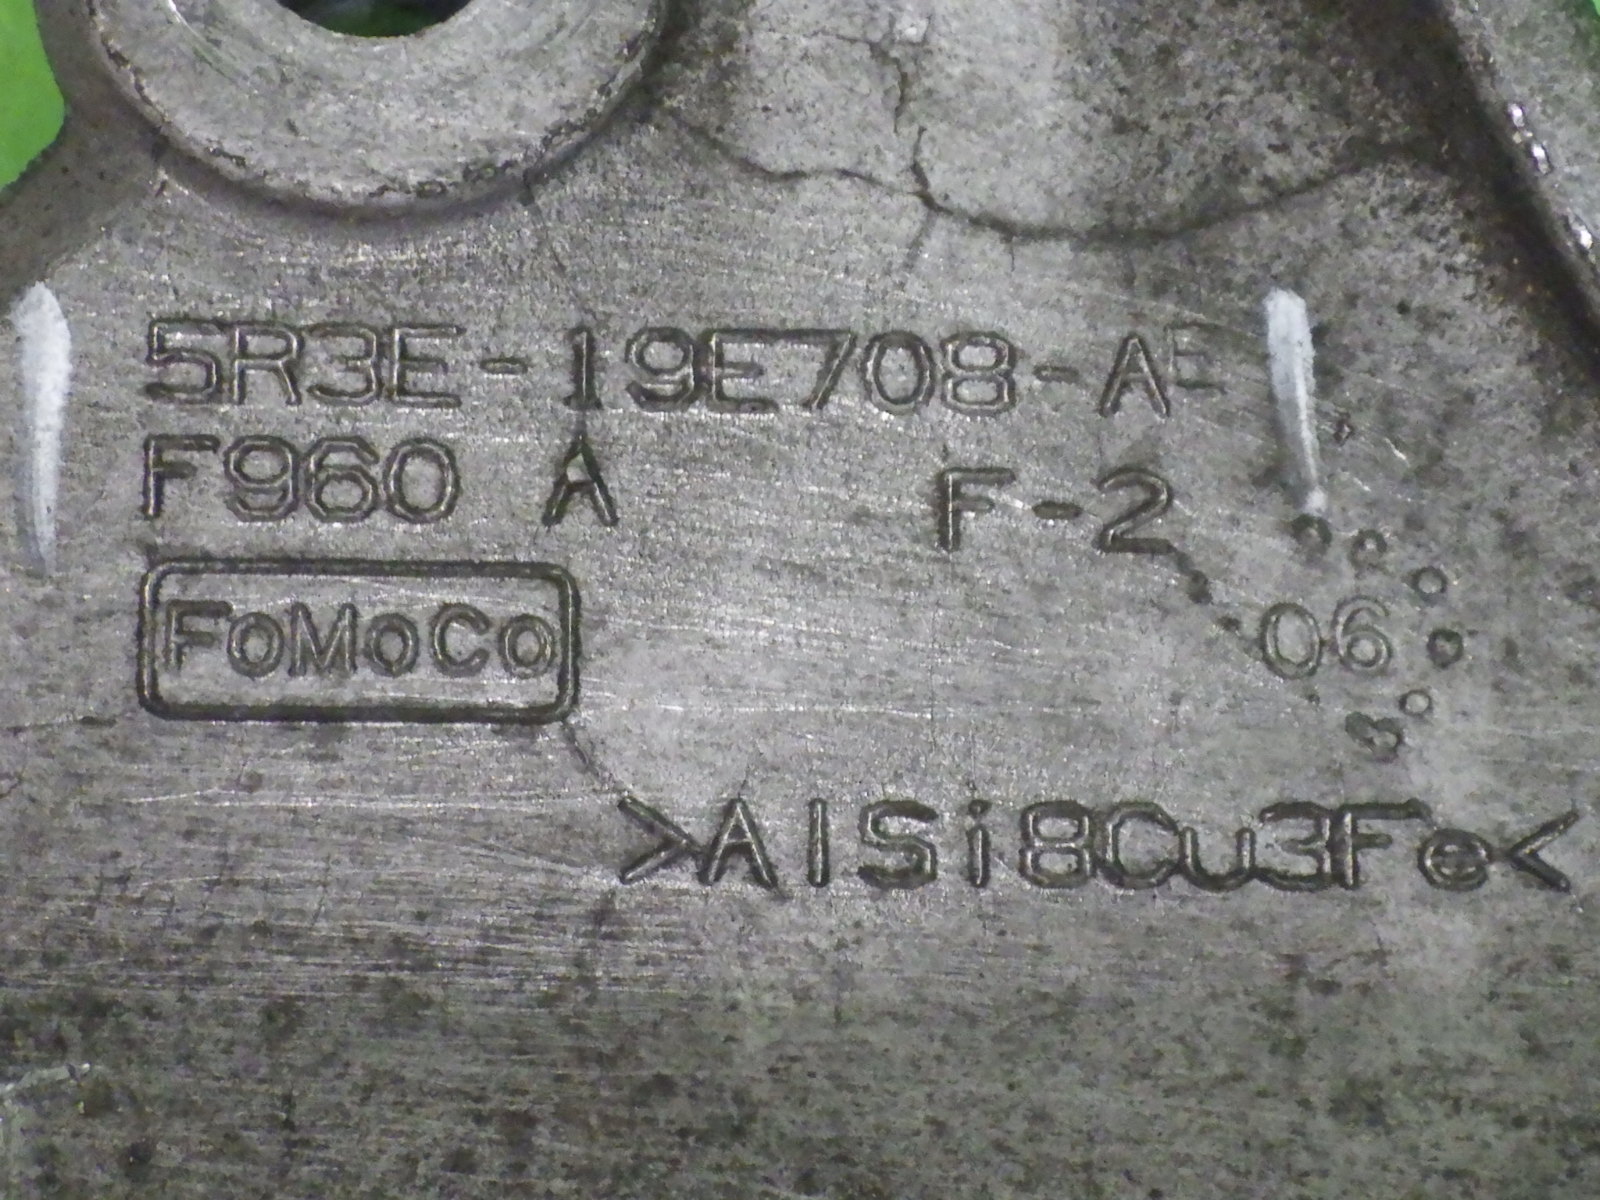 5R3E-19E708-AE
F960 A F-2
FoMoCo
06
>AlSi8Cu3Fe<